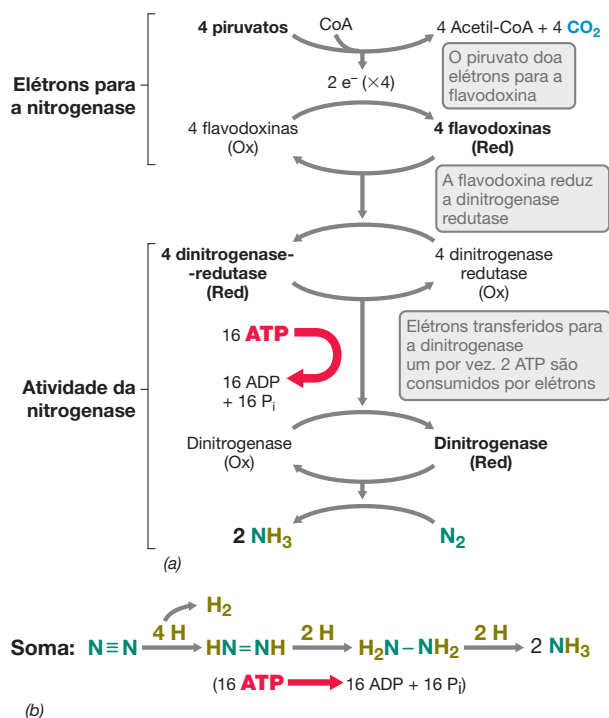 4 piruvatos
CoA
4 Acetil-CoA + 4 CO₂
Elétrons para
a nitrogenase
2 e⁻ (×4)
O piruvato doa
elétrons para a
flavodoxina
4 flavodoxinas
(Ox)
4 flavodoxinas
(Red)
A flavodoxina reduz
a dinitrogenase
redutase
4 dinitrogenase-
-redutase
(Red)
4 dinitrogenase
redutase
(Ox)
Atividade da
nitrogenase
16 ATP
16 ADP
+ 16 Pᵢ
Elétrons transferidos para
a dinitrogenase
um por vez. 2 ATP são
consumidos por elétrons
Dinitrogenase
(Ox)
Dinitrogenase
(Red)
2 NH₃
N₂
(a)
H₂
Soma: N≡N 4 H HN=NH 2 H H₂N–NH₂ 2 H 2 NH₃
(16 ATP 16 ADP + 16 Pᵢ)
(b)